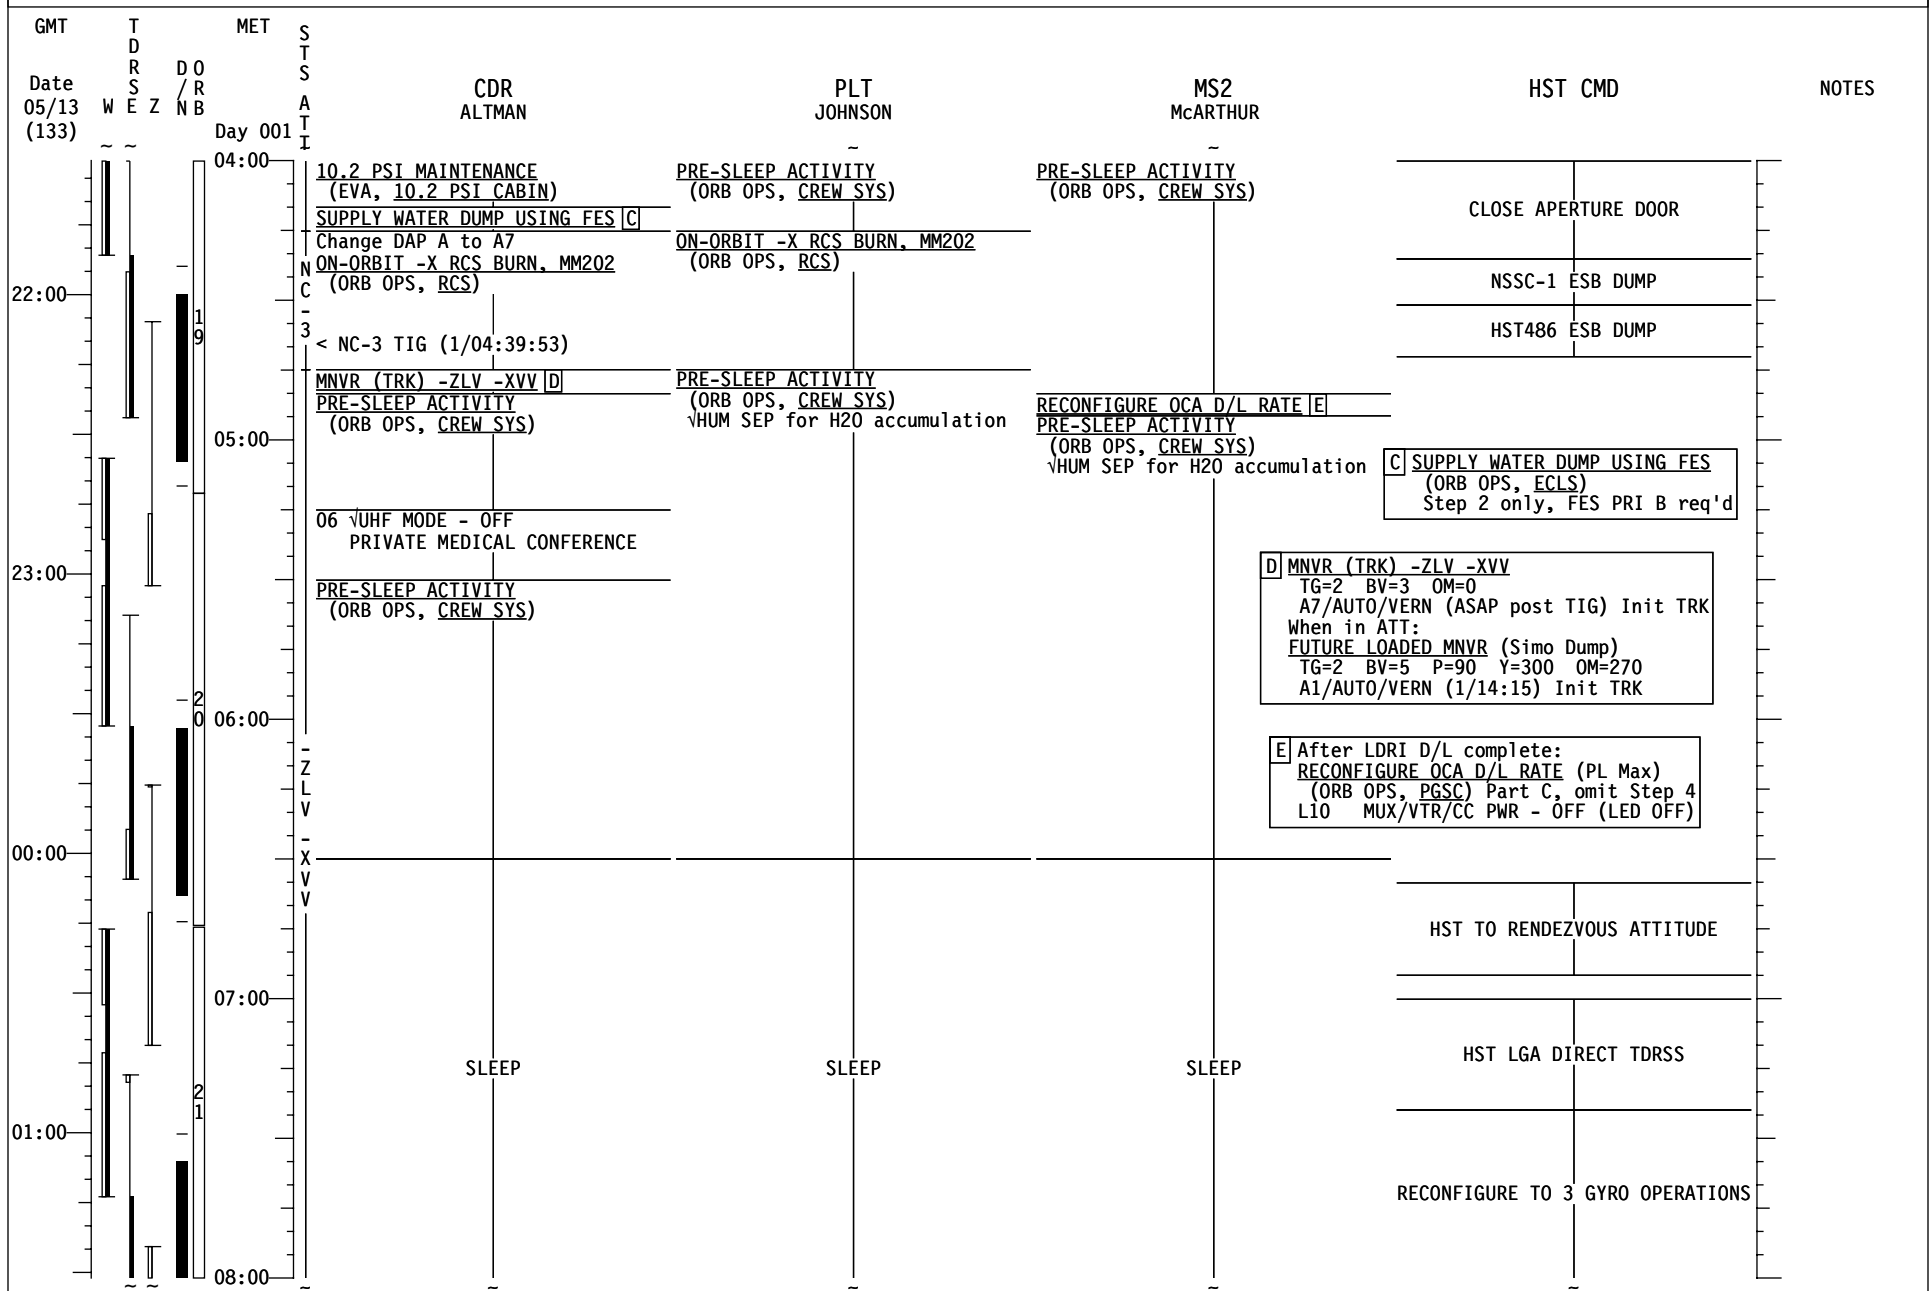 GMT
TDRS
MET
STS ATT
Date
05/13
(133)
W E Z
D/N
ORB
Day 001
CDR
ALTMAN
PLT
JOHNSON
MS2
McARTHUR
HST CMD
NOTES
~ ~ ~ ~
04:00
10.2 PSI MAINTENANCE
(EVA, 10.2 PSI CABIN)
SUPPLY WATER DUMP USING FES C
Change DAP A to A7
ON-ORBIT -X RCS BURN, MM202
(ORB OPS, RCS)
< NC-3 TIG (1/04:39:53)
MNVR (TRK) -ZLV -XVV D
PRE-SLEEP ACTIVITY
(ORB OPS, CREW SYS)
06 √UHF MODE - OFF
PRIVATE MEDICAL CONFERENCE
PRE-SLEEP ACTIVITY
(ORB OPS, CREW SYS)
SLEEP
PRE-SLEEP ACTIVITY
(ORB OPS, CREW SYS)
ON-ORBIT -X RCS BURN, MM202
(ORB OPS, RCS)
PRE-SLEEP ACTIVITY
(ORB OPS, CREW SYS)
√HUM SEP for H2O accumulation
SLEEP
PRE-SLEEP ACTIVITY
(ORB OPS, CREW SYS)
RECONFIGURE OCA D/L RATE E
PRE-SLEEP ACTIVITY
(ORB OPS, CREW SYS)
√HUM SEP for H2O accumulation
SLEEP
CLOSE APERTURE DOOR
NSSC-1 ESB DUMP
HST486 ESB DUMP
C SUPPLY WATER DUMP USING FES
(ORB OPS, ECLS)
Step 2 only, FES PRI B req'd
D MNVR (TRK) -ZLV -XVV
TG=2 BV=3 OM=0
A7/AUTO/VERN (ASAP post TIG) Init TRK
When in ATT:
FUTURE LOADED MNVR (Simo Dump)
TG=2 BV=5 P=90 Y=300 OM=270
A1/AUTO/VERN (1/14:15) Init TRK
E After LDRI D/L complete:
RECONFIGURE OCA D/L RATE (PL Max)
(ORB OPS, PGSC) Part C, omit Step 4
L10 MUX/VTR/CC PWR - OFF (LED OFF)
HST TO RENDEZVOUS ATTITUDE
HST LGA DIRECT TDRSS
RECONFIGURE TO 3 GYRO OPERATIONS
22:00
23:00
00:00
01:00
19
20
21
05:00
06:00
07:00
08:00
NC-3
-ZLV -XVV
~ ~ ~ ~ ~ ~ ~